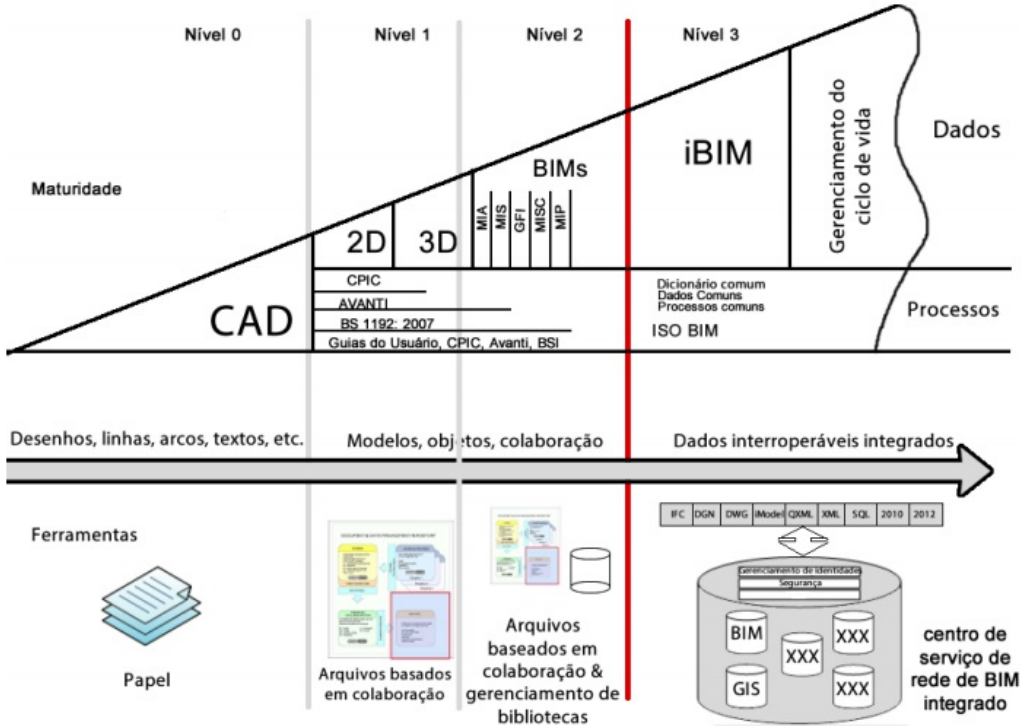 Nível 0
Nível 1
Nível 2
Nível 3
Maturidade
CAD
2D
3D
BIMs
MIA
MIS
GFI
MISC
MIP
iBIM
Gerenciamento do
ciclo de vida
Dados
Processos
CPIC
AVANTI
BS 1192: 2007
Guias do Usuário, CPIC, Avanti, BSI
Dicionário comum
Dados Comuns
Processos comuns
ISO BIM
Desenhos, linhas, arcos, textos, etc.
Modelos, objetos, colaboração
Dados interroperáveis integrados
Ferramentas
Papel
Arquivos basados
em colaboração
Arquivos
baseados em
colaboração &
gerenciamento de
bibliotecas
IFC DGN DWG iModel QXML XML SQL 2010 2012
Gerenciamento de Identidades
Segurança
BIM
XXX
XXX
GIS
XXX
centro de
serviço de
rede de BIM
integrado